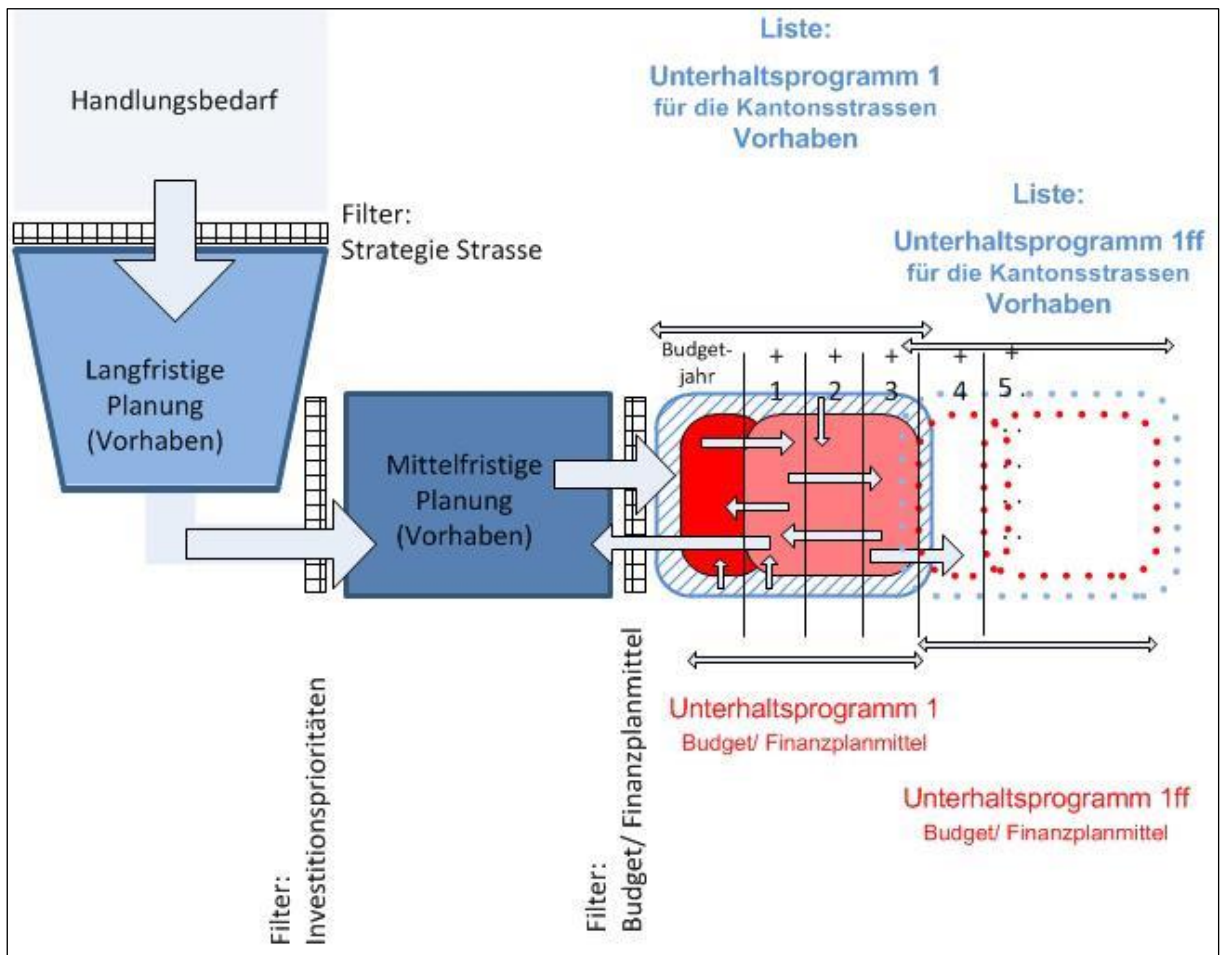 Liste:
Unterhaltsprogramm 1
für die Kantonsstrassen
Vorhaben
Handlungsbedarf
Liste:
Unterhaltsprogramm 1ff
für die Kantonsstrassen
Vorhaben
Filter:
Strategie Strasse
Langfristige
Planung
(Vorhaben)
Budget-
jahr
+
1
+
2
+
3
+
4
+
5.
Mittelfristige
Planung
(Vorhaben)
Filter:
Investitionsprioritäten
Filter:
Budget/ Finanzplanmittel
Unterhaltsprogramm 1
Budget/ Finanzplanmittel
Unterhaltsprogramm 1ff
Budget/ Finanzplanmittel